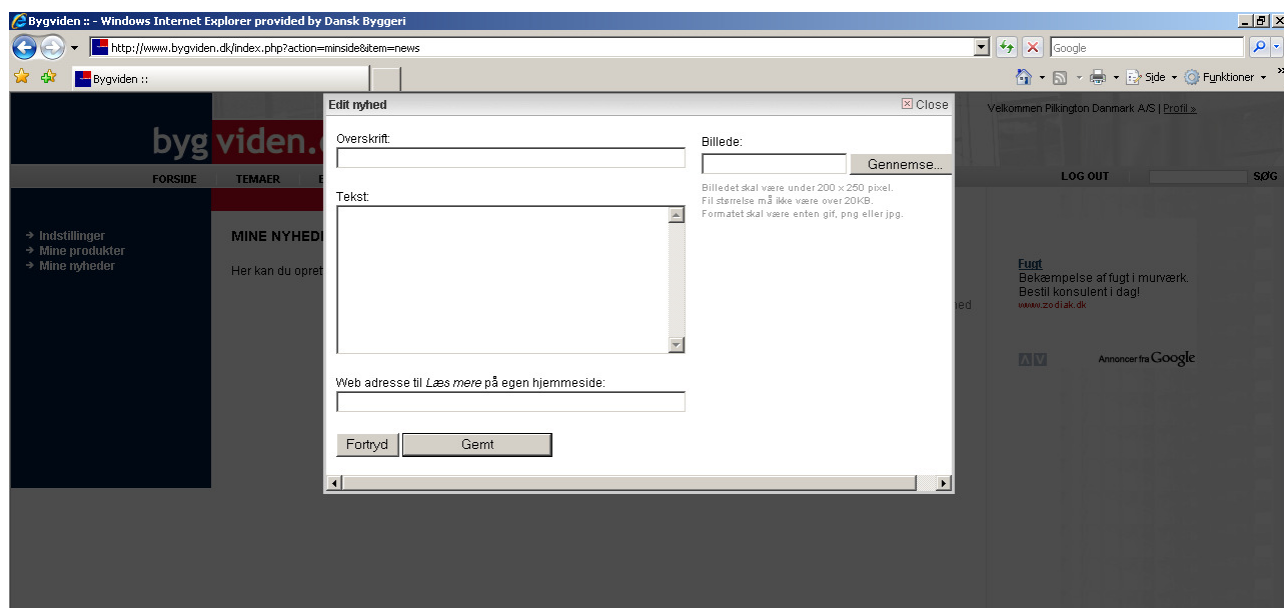 Bygviden :: - Windows Internet Explorer provided by Dansk Byggeri
http://www.bygviden.dk/index.php?action=minside&item=news
Google
Bygviden ::
Side
Funktioner
»
Edit nyhed
Close
Velkommen Pilkington Danmark A/S | Profil »
byg viden.
FORSIDE TEMAER
LOG OUT
SØG
Overskrift:
Billede:
Gennemse...
Billedet skal være under 200 x 250 pixel.
Fil størrelse må ikke være over 20KB.
Formatet skal være enten gif, png eller jpg.
Tekst:
Indstillinger
Mine produkter
Mine nyheder
MINE NYHEDE
Her kan du opret
Fugt
Bekæmpelse af fugt i murværk.
Bestil konsulent i dag!
www.zodiak.dk
Annoncer fra Google
Web adresse til Læs mere på egen hjemmeside:
Fortryd
Gemt